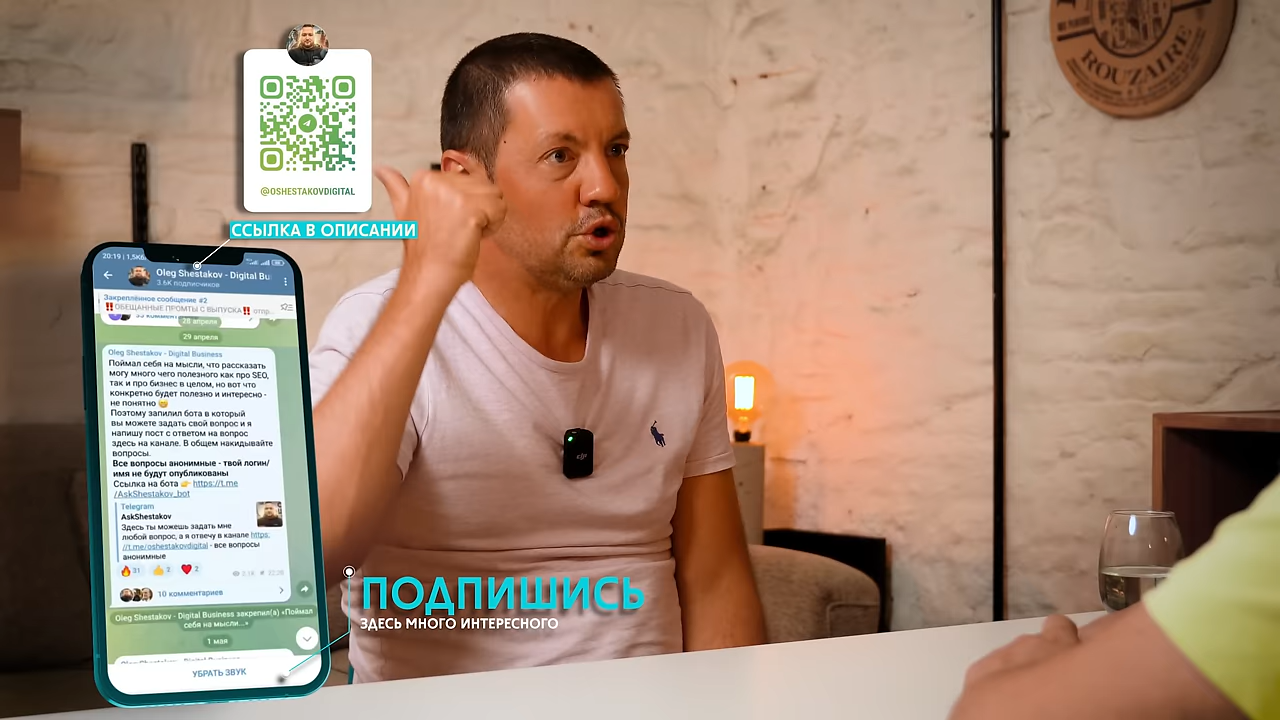 ROUZAIRE
@OSHESTAKOVDIGITAL
ССЫЛКА В ОПИСАНИИ
20:19 | 1,5Кб
Oleg Shestakov - Digital Bu
3.6K подписчиков
Закреплённое сообщение #2
‼️ОБЕЩАННЫЕ ПРОМТЫ С ВЫПУСКА‼️ отпр...
28 апреля
29 апреля
Oleg Shestakov - Digital Business
Поймал себя на мысли, что рассказать
могу много чего полезного как про SEO,
так и про бизнес в целом, но вот что
конкретно будет полезно и интересно -
не понятно
Поэтому запилил бота в который
вы можете задать свой вопрос и я
напишу пост с ответом на вопрос
здесь на канале. В общем накидывайте
вопросы.
Все вопросы анонимные - твой логин/
имя не будут опубликованы
Ссылка на бота 👉 https://t.me
/AskShestakov_bot
Telegram
AskShestakov
Здесь ты можешь задать мне
любой вопрос, а я отвечу в канале https:
//t.me/oshestakovdigital - все вопросы
анонимные
🔥31 👍3 ❤️2
10 комментариев
Oleg Shestakov - Digital Business закрепил(а) «Поймал
себя на мысли...»
1 мая
УБРАТЬ ЗВУК
ПОДПИШИСЬ
ЗДЕСЬ МНОГО ИНТЕРЕСНОГО
dji